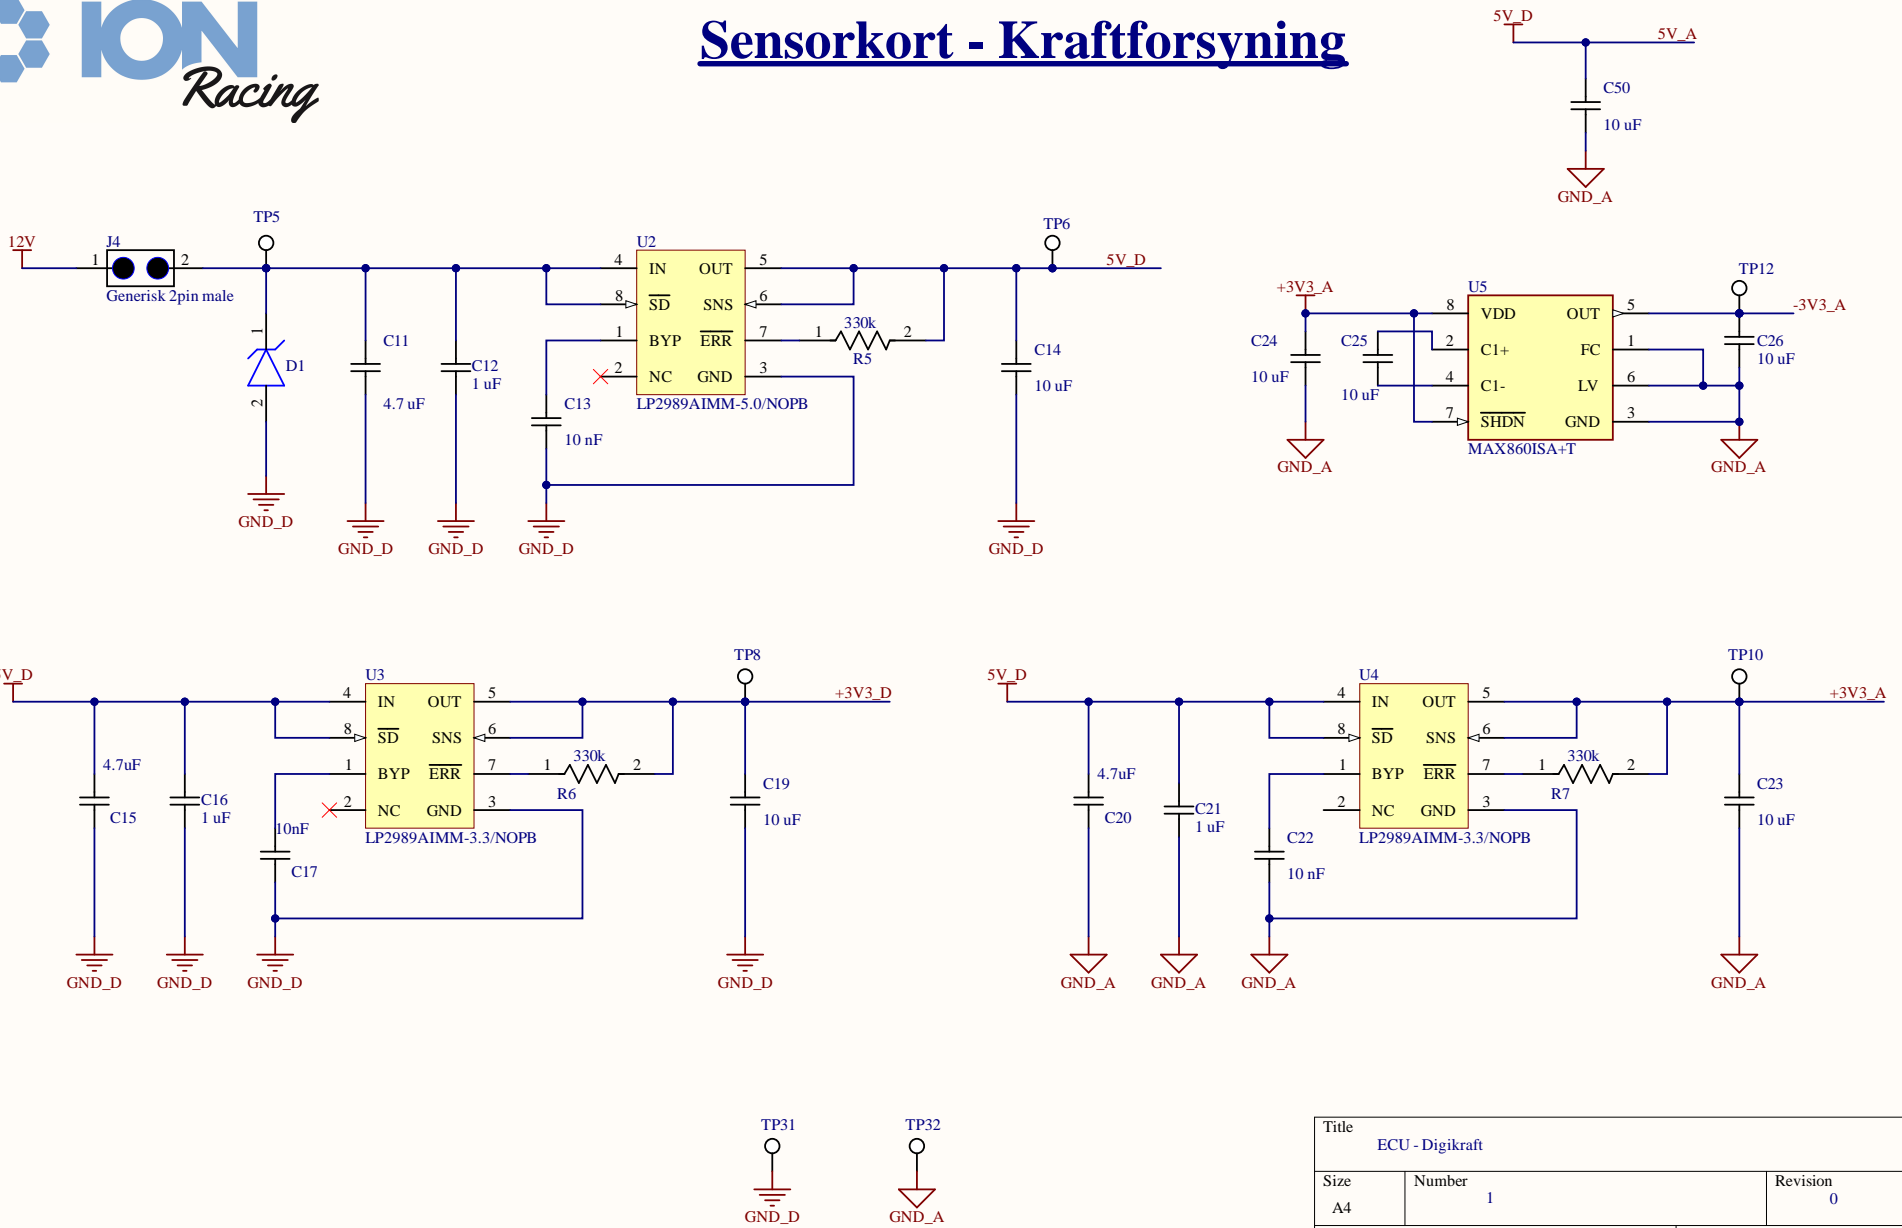 ION
Racing
Sensorkort - Kraftforsyning
5V_D
5V_A
C50
10 uF
GND_A
12V
J4
1
2
Generisk 2pin male
TP5
1
D1
2
GND_D
C11
4.7 uF
GND_D
C12
1 uF
GND_D
U2
4 IN OUT 5
8 SD SNS 6
1 BYP ERR 7
2 NC GND 3
LP2989AIMM-5.0/NOPB
C13
10 nF
GND_D
1 330k 2
R5
TP6
5V_D
C14
10 uF
GND_D
+3V3_A
C24
10 uF
GND_A
C25
10 uF
U5
8 VDD OUT 5
2 C1+ FC 1
4 C1- LV 6
7 SHDN GND 3
MAX860ISA+T
TP12
-3V3_A
C26
10 uF
GND_A
V_D
4.7uF
C15
GND_D
C16
1 uF
GND_D
U3
4 IN OUT 5
8 SD SNS 6
1 BYP ERR 7
2 NC GND 3
LP2989AIMM-3.3/NOPB
10nF
C17
GND_D
1 330k 2
R6
TP8
+3V3_D
C19
10 uF
GND_D
5V_D
4.7uF
C20
GND_A
C21
1 uF
GND_A
U4
4 IN OUT 5
8 SD SNS 6
1 BYP ERR 7
2 NC GND 3
LP2989AIMM-3.3/NOPB
C22
10 nF
GND_A
1 330k 2
R7
TP10
+3V3_A
C23
10 uF
GND_A
TP31
GND_D
TP32
GND_A
Title
ECU - Digikraft
Size
A4
Number
1
Revision
0